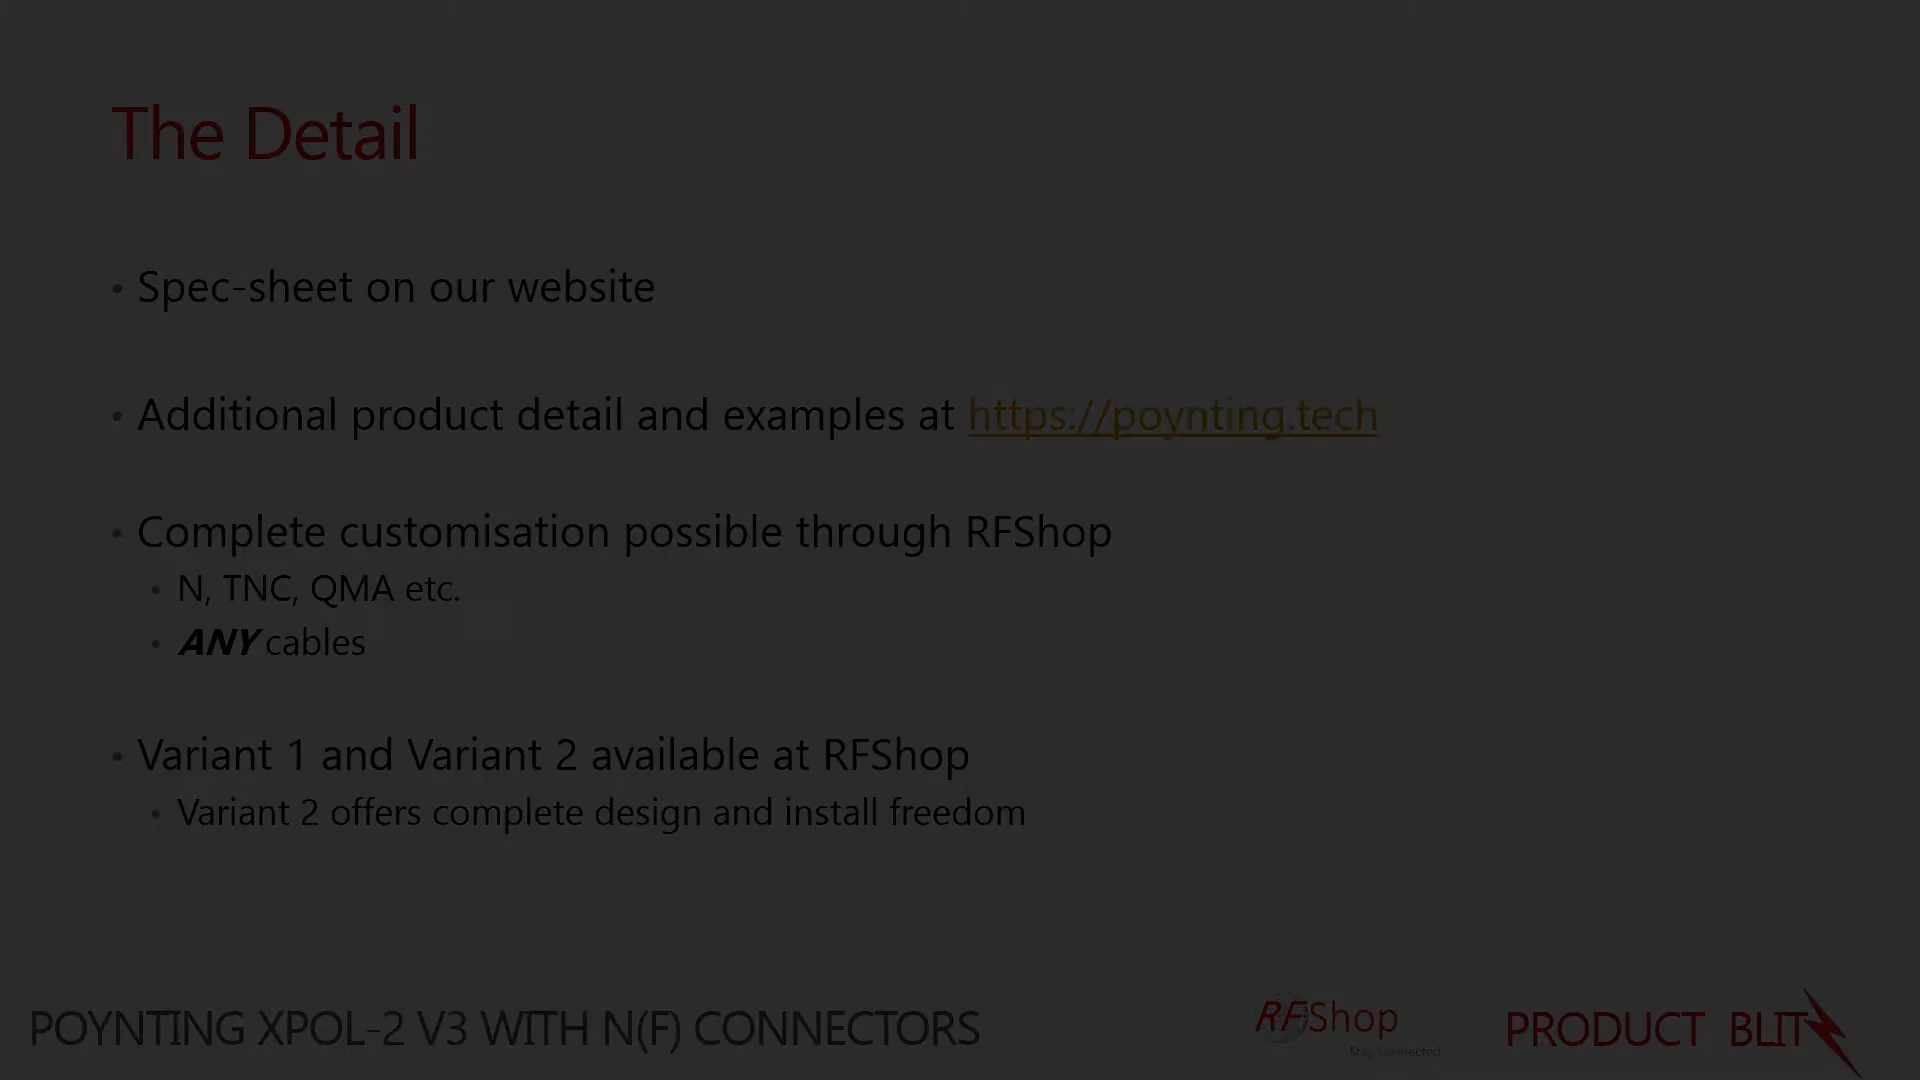 The Detail
• Spec-sheet on our website
• Additional product detail and examples at https://poynting.tech
• Complete customisation possible through RFShop
• N, TNC, QMA etc.
• ANY cables
• Variant 1 and Variant 2 available at RFShop
• Variant 2 offers complete design and install freedom
POYNTING XPOL-2 V3 WITH N(F) CONNECTORS
RFShop
Stay Connected
PRODUCT BLIT